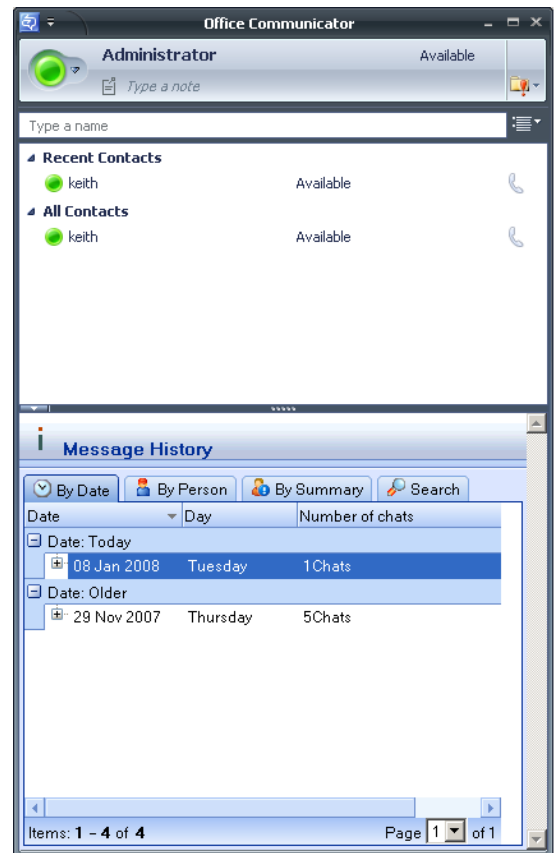 Office Communicator
Administrator Available
Type a note
Type a name
Recent Contacts
keith Available
All Contacts
keith Available
i Message History
By Date By Person By Summary Search
Date Day Number of chats
Date: Today
08 Jan 2008 Tuesday 1Chats
Date: Older
29 Nov 2007 Thursday 5Chats
Items: 1 - 4 of 4 Page 1 of 1